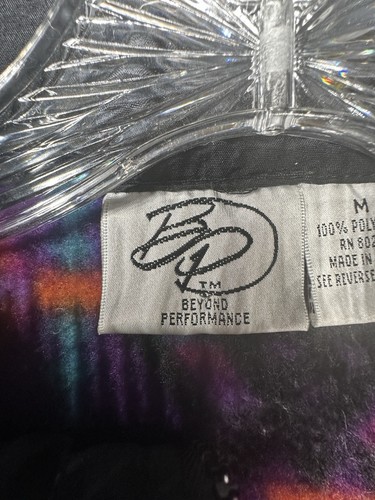 BP
TM
BEYOND
PERFORMANCE
M
100% POLY
RN 802
MADE IN
SEE REVERSE